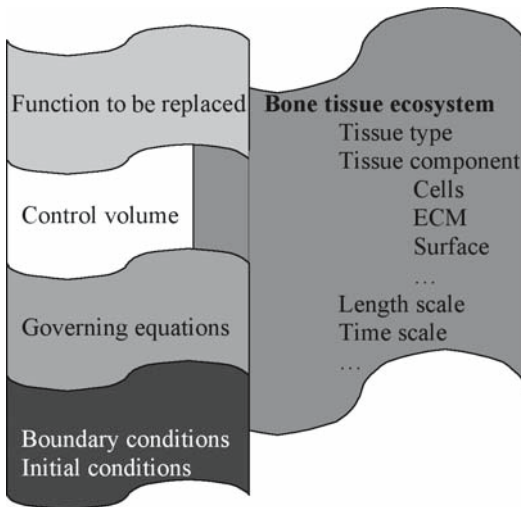 Function to be replaced
Control volume
Governing equations
Boundary conditions
Initial conditions
Bone tissue ecosystem
Tissue type
Tissue component
Cells
ECM
Surface
…
Length scale
Time scale
…